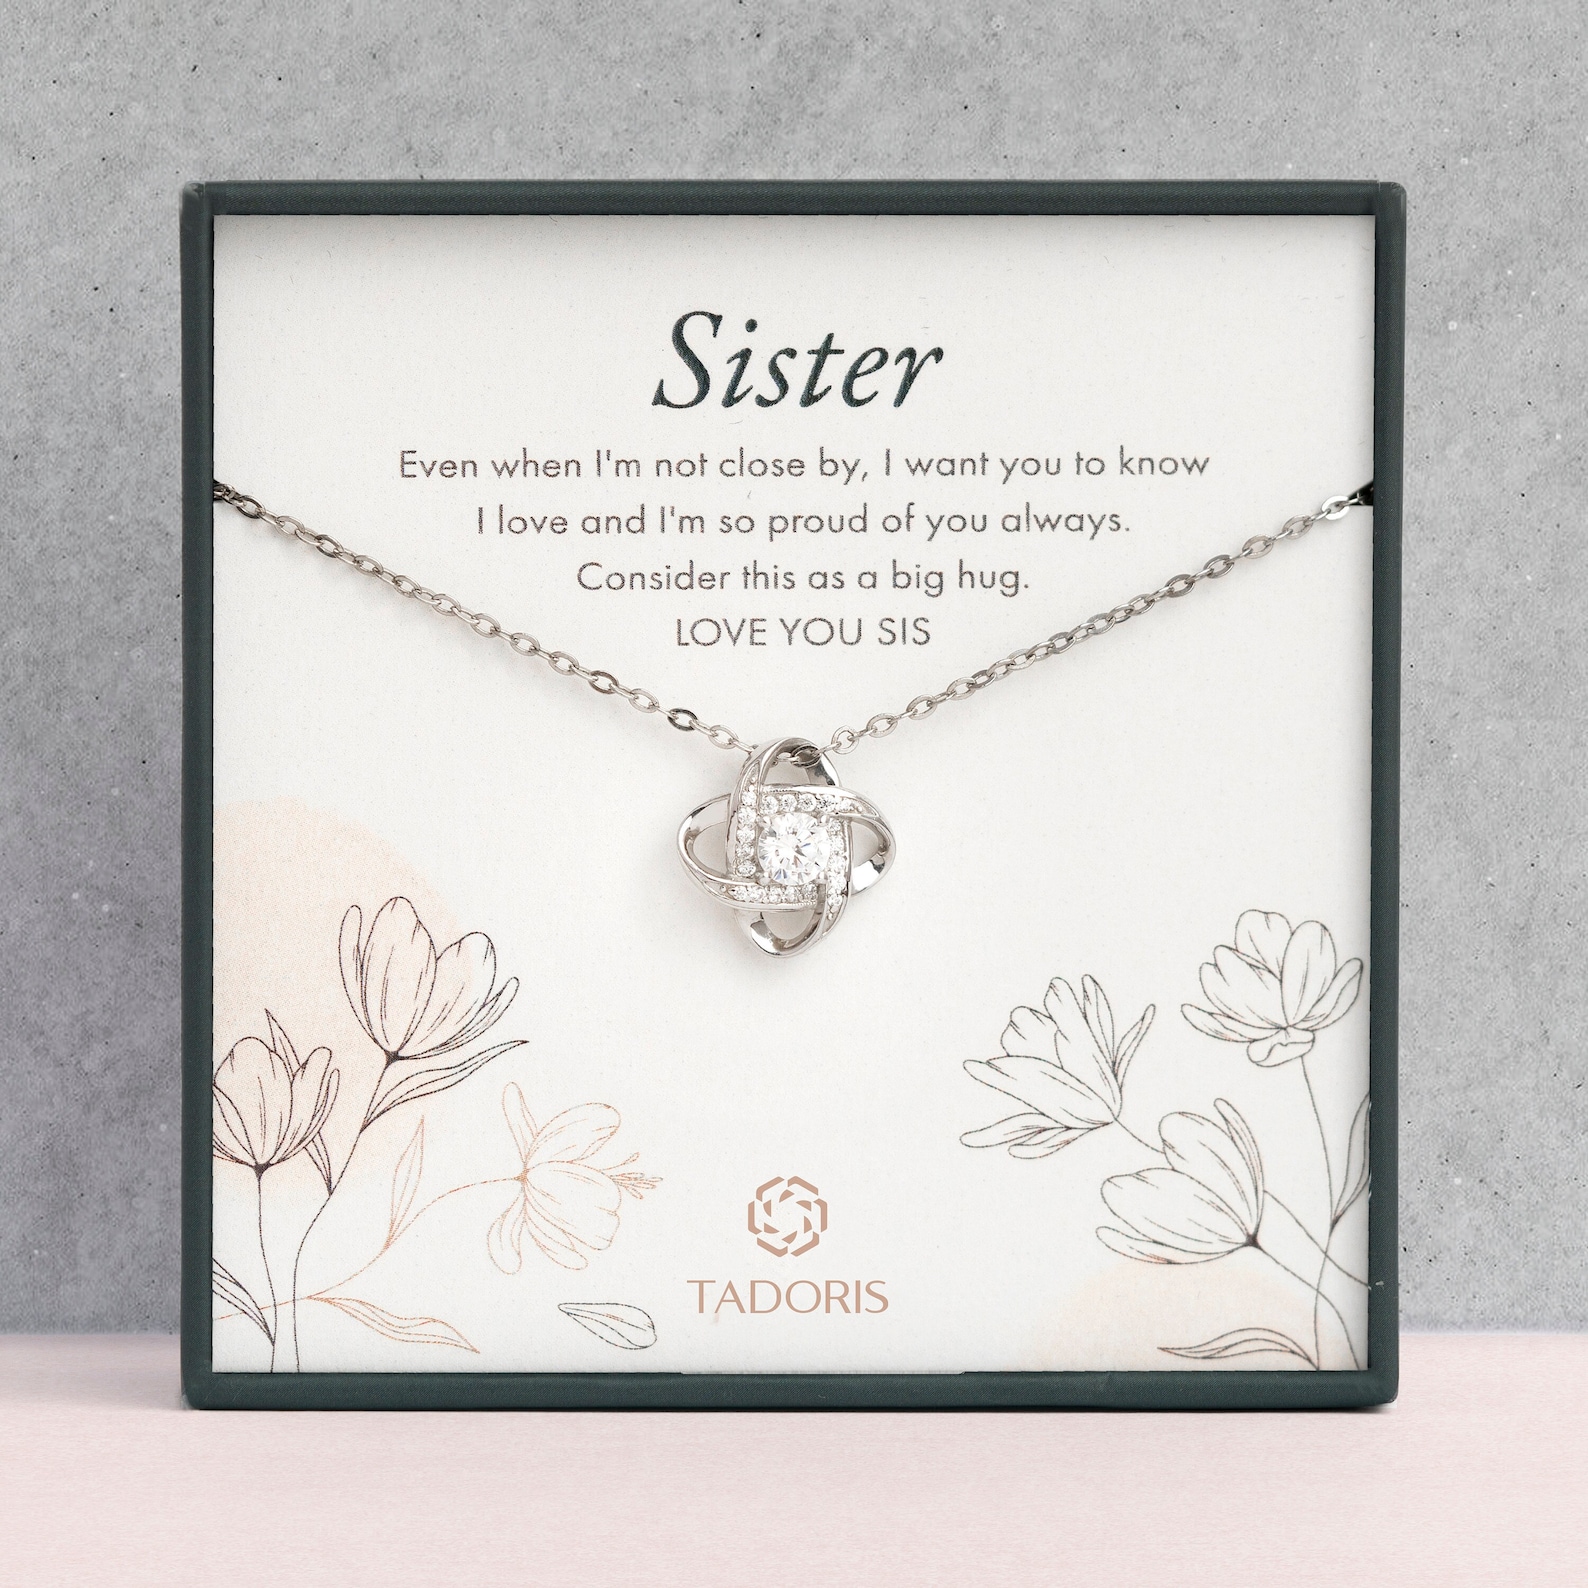 Sister
Even when I'm not close by, I want you to know
I love and I'm so proud of you always.
Consider this as a big hug.
LOVE YOU SIS
TADORIS